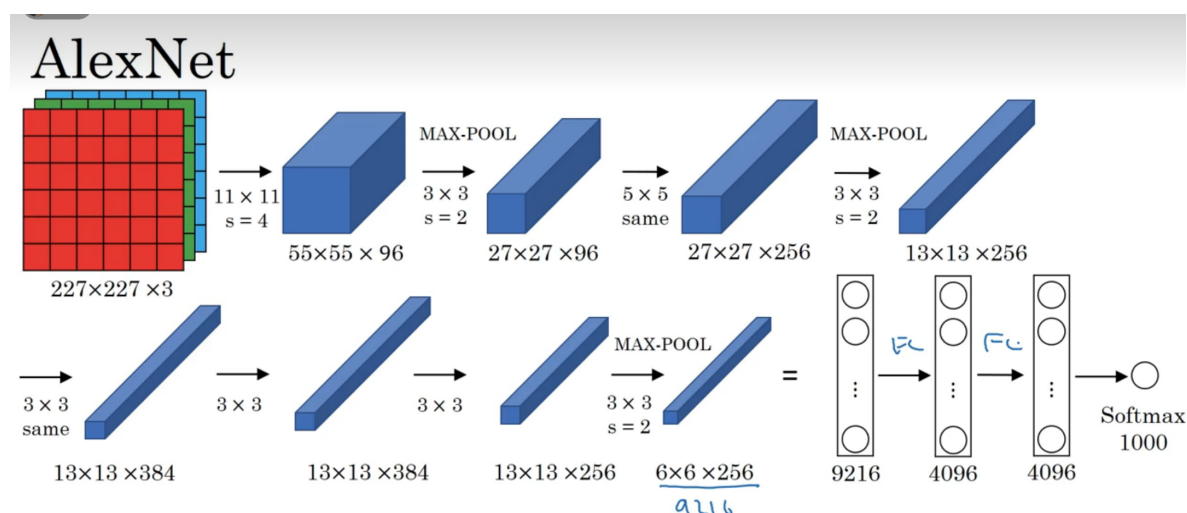 AlexNet
MAX-POOL
MAX-POOL
11 × 11
s = 4
3 × 3
s = 2
5 × 5
same
3 × 3
s = 2
55×55 × 96
27×27 ×96
27×27 ×256
13×13 ×256
227×227 ×3
MAX-POOL
=
FC
FC
3 × 3
same
3 × 3
3 × 3
3 × 3
s = 2
Softmax
1000
13×13 ×384
13×13 ×384
13×13 ×256
6×6 ×256
9216
4096
4096
9216